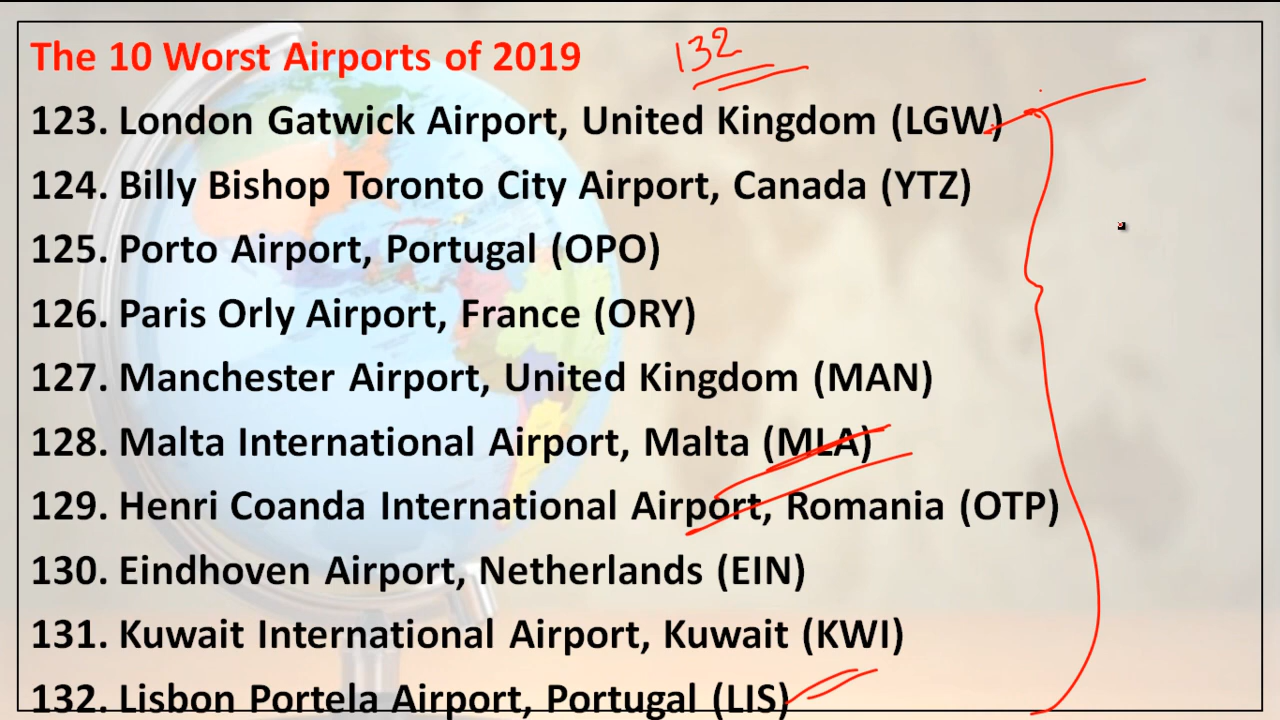 The 10 Worst Airports of 2019 132
123. London Gatwick Airport, United Kingdom (LGW)
124. Billy Bishop Toronto City Airport, Canada (YTZ)
125. Porto Airport, Portugal (OPO)
126. Paris Orly Airport, France (ORY)
127. Manchester Airport, United Kingdom (MAN)
128. Malta International Airport, Malta (MLA)
129. Henri Coanda International Airport, Romania (OTP)
130. Eindhoven Airport, Netherlands (EIN)
131. Kuwait International Airport, Kuwait (KWI)
132. Lisbon Portela Airport, Portugal (LIS)